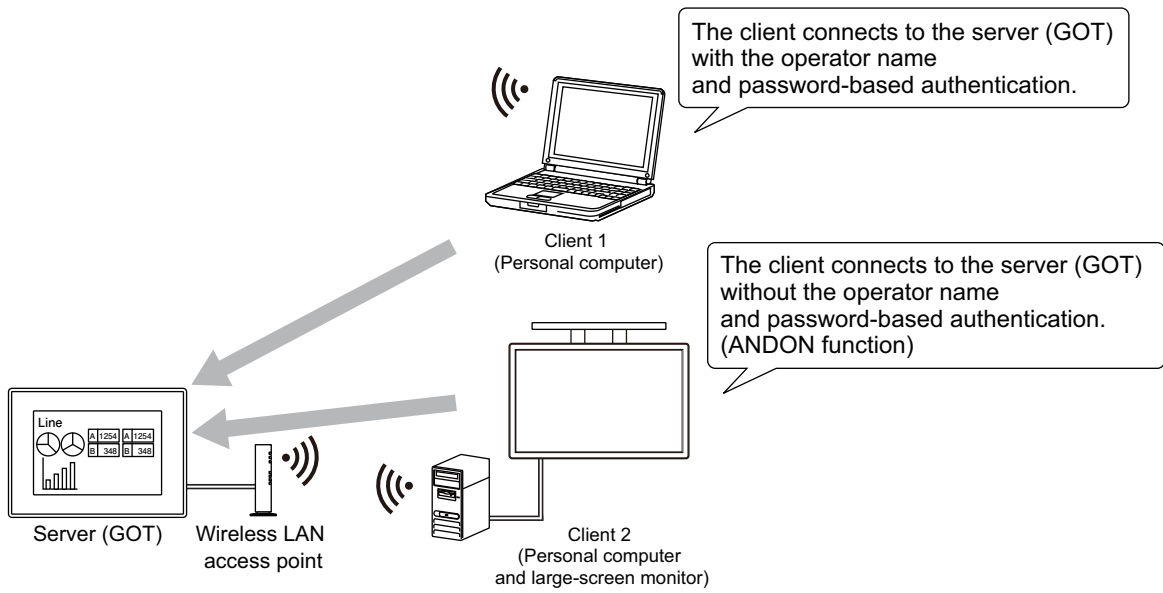 The client connects to the server (GOT)
with the operator name
and password-based authentication.
Client 1
(Personal computer)
The client connects to the server (GOT)
without the operator name
and password-based authentication.
(ANDON function)
Line
A 1254 A 1254
B 348 B 348
Server (GOT)
Wireless LAN
access point
Client 2
(Personal computer
and large-screen monitor)